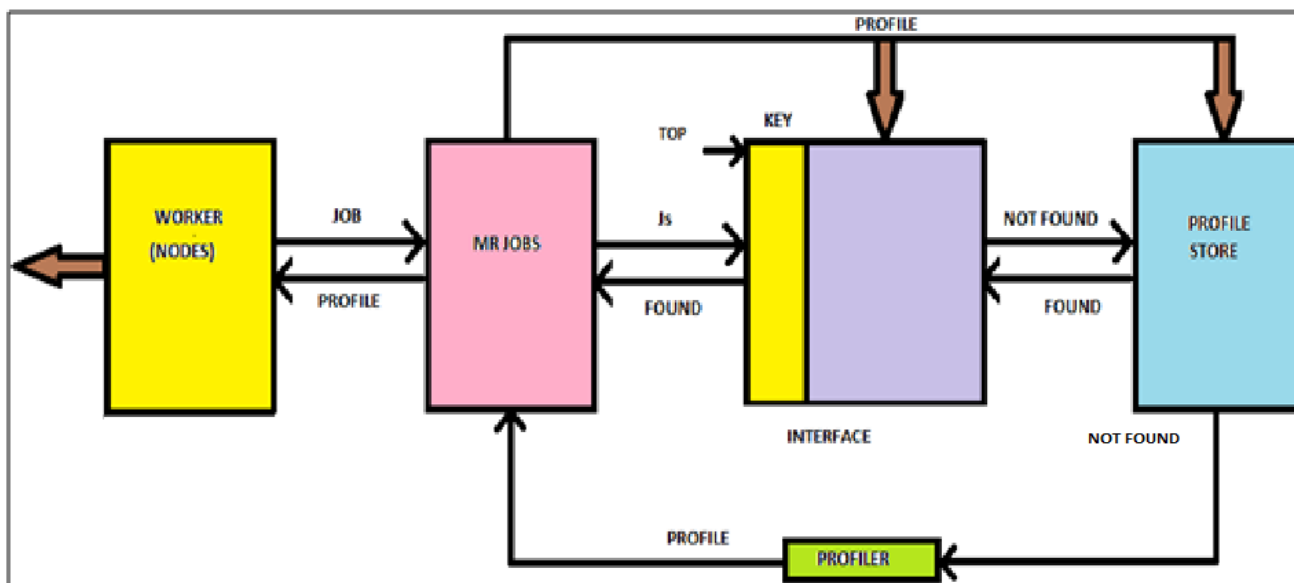 PROFILE
KEY
TOP
WORKER
(NODES)
JOB
PROFILE
MR JOBS
Js
FOUND
NOT FOUND
FOUND
PROFILE
STORE
INTERFACE
NOT FOUND
PROFILE
PROFILER